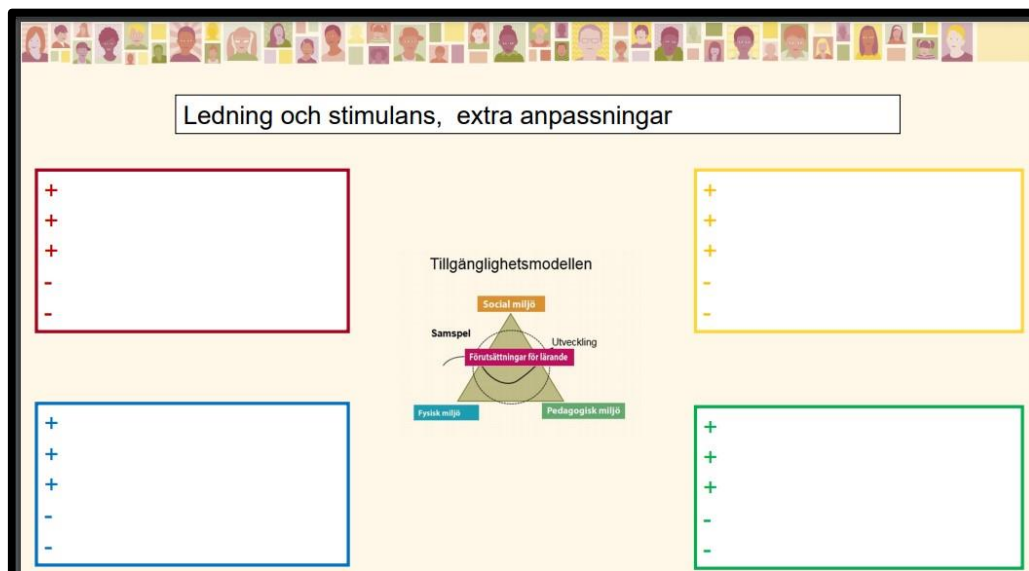 Ledning och stimulans, extra anpassningar
+
+
+
-
-
+
+
+
-
-
Tillgänglighetsmodellen
Social miljö
Samspel
Utveckling
Förutsättningar för lärande
Fysisk miljö
Pedagogisk miljö
+
+
+
-
-
+
+
+
-
-